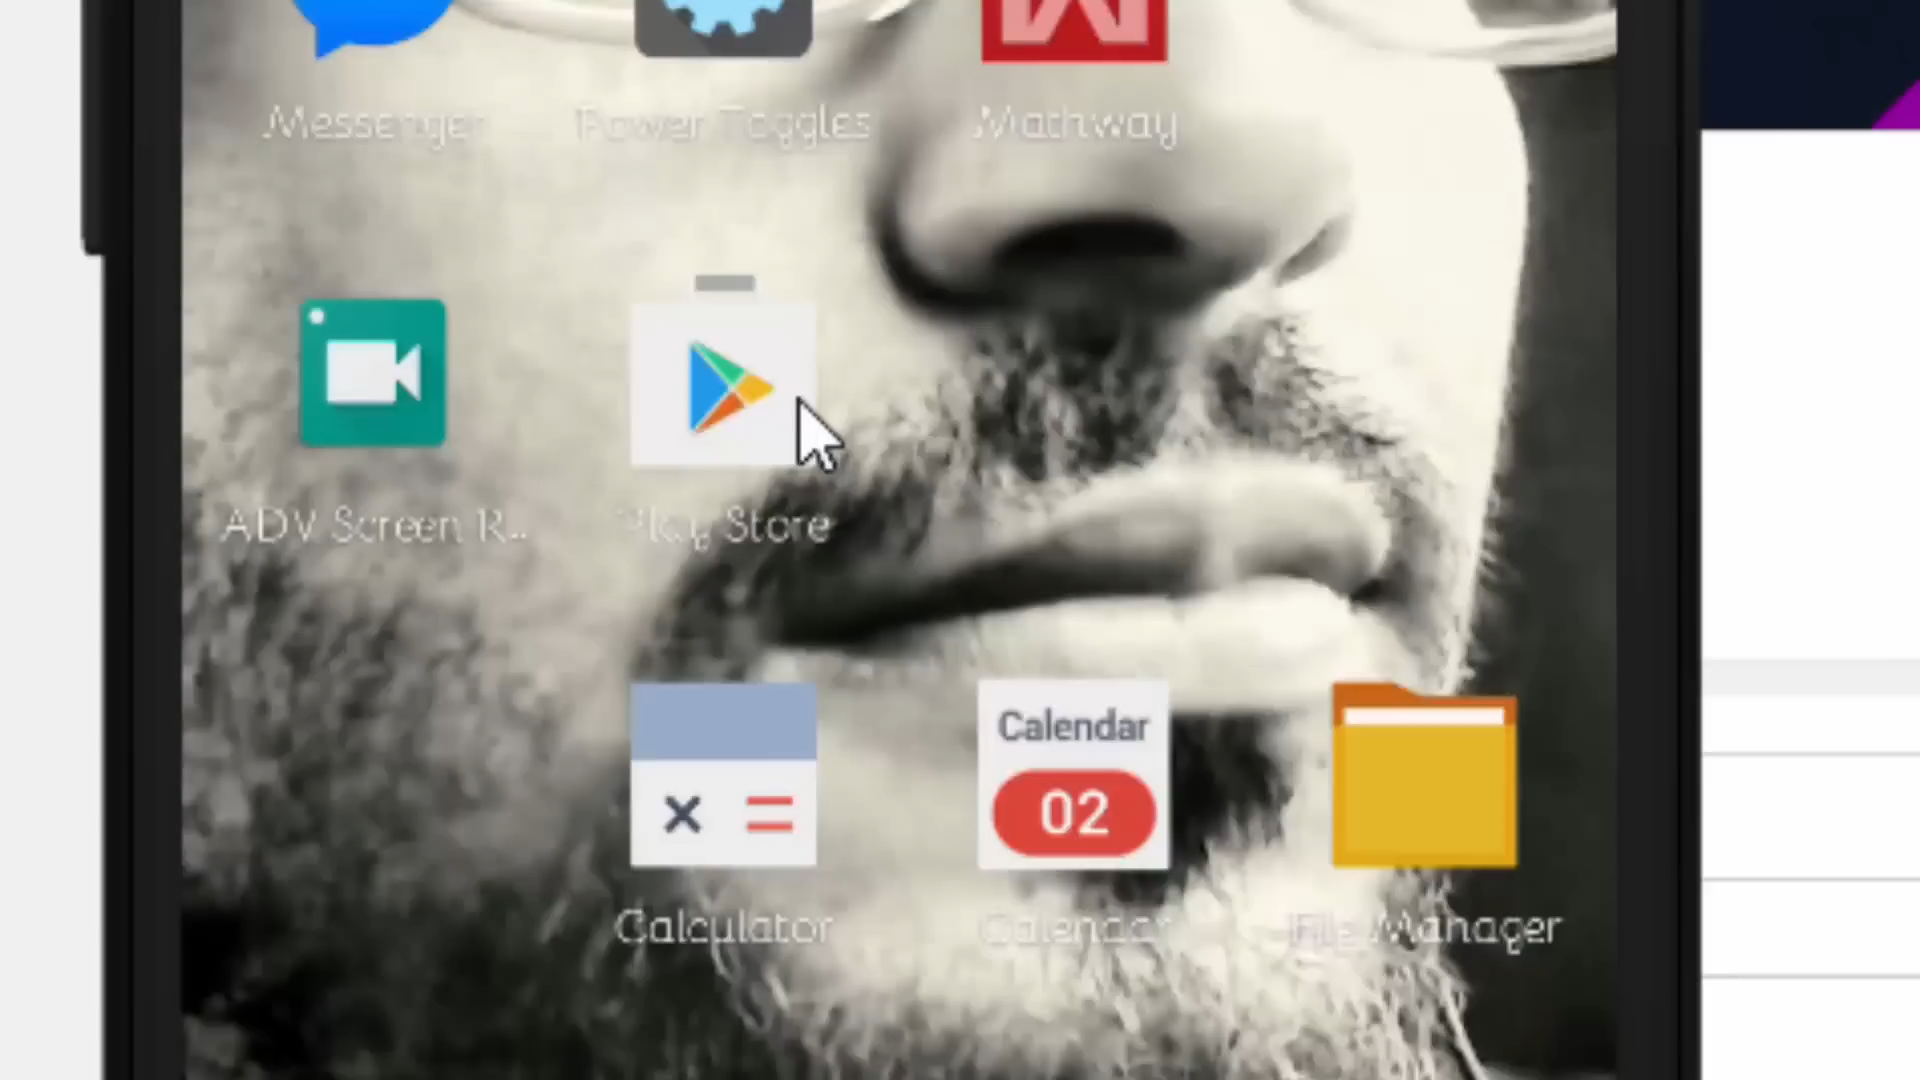 Messenger
Power Toggles
Mathway
ADV Screen R..
Play Store
Calendar
02
Calculator
Calendar
File Manager